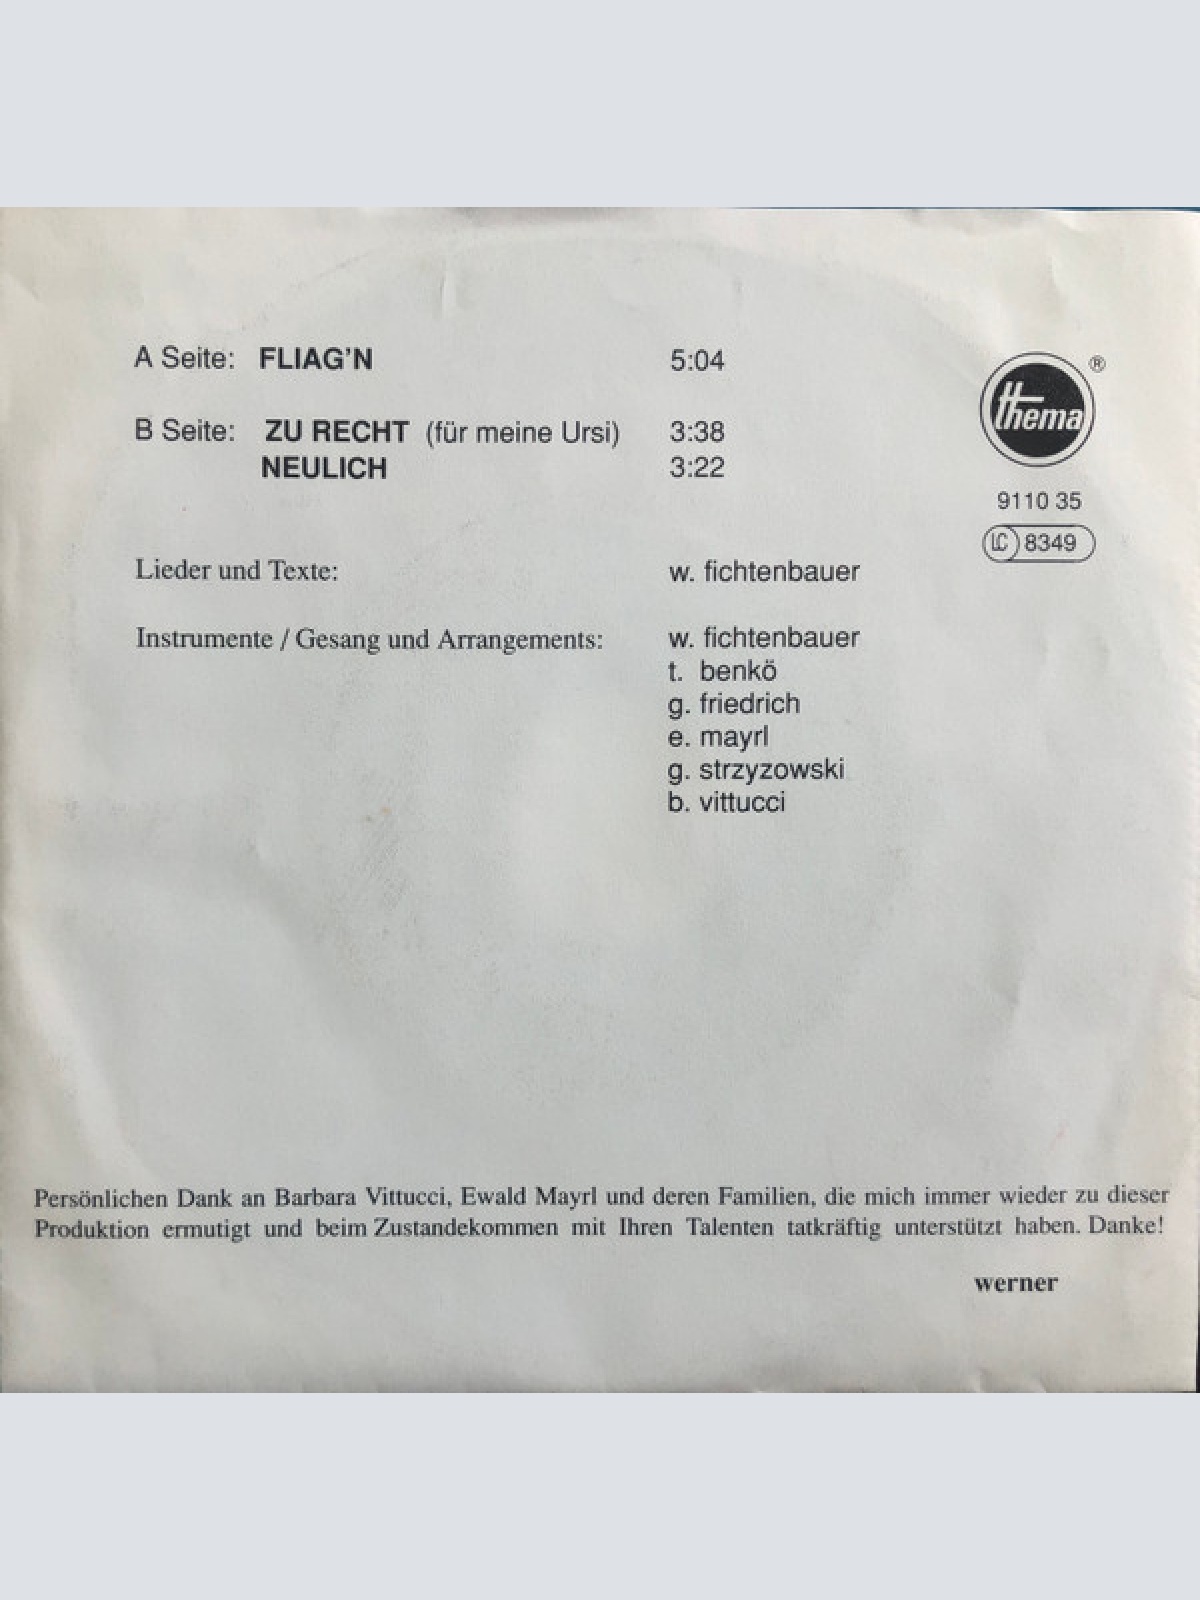 A Seite: FLIAG'N 5:04
B Seite: ZU RECHT (für meine Ursi) 3:38
NEULICH 3:22
thema ®
9110 35
LC 8349
Lieder und Texte: w. fichtenbauer
Instrumente / Gesang und Arrangements: w. fichtenbauer
t. benkö
g. friedrich
e. mayrl
g. strzyzowski
b. vittucci
Persönlichen Dank an Barbara Vittucci, Ewald Mayrl und deren Familien, die mich immer wieder zu dieser
Produktion ermutigt und beim Zustandekommen mit Ihren Talenten tatkräftig unterstützt haben. Danke!
werner